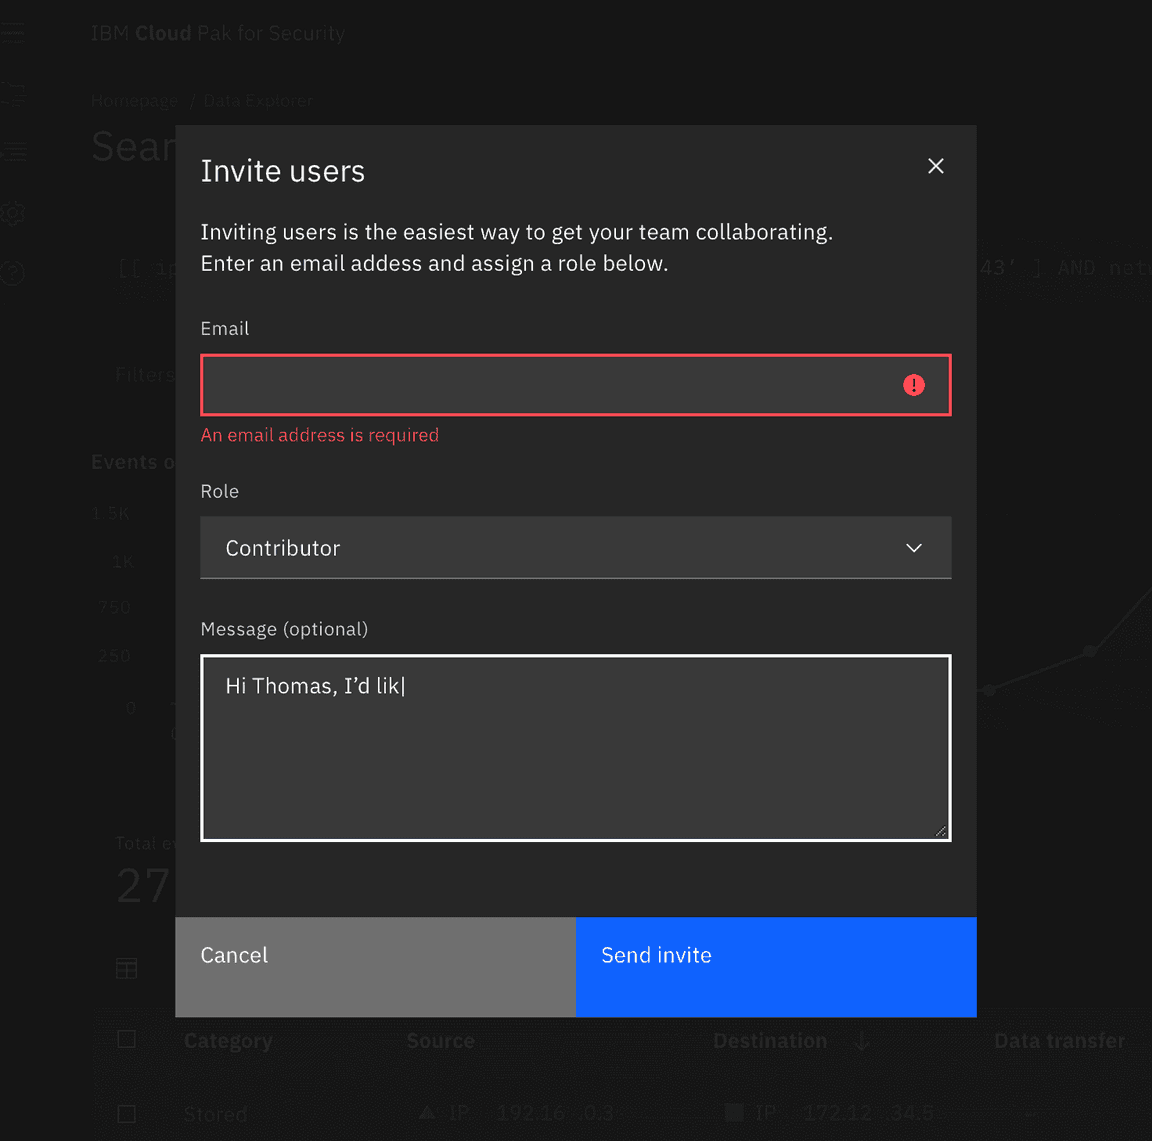 IBM Cloud Pak for Security
Homepage / Data Explorer
Sear
Invite users
Inviting users is the easiest way to get your team collaborating.
Enter an email addess and assign a role below.
43' ] AND
Filters
Email
An email address is required
Events o
Role
1.5K
Contributor
1K
750
Message (optional)
250
Hi Thomas, I’d lik
0
Total ev
27
Cancel
Send invite
Category Source Destination Data transfer
Stored IP 192.16 .0.3 IP 172.12 .34.5